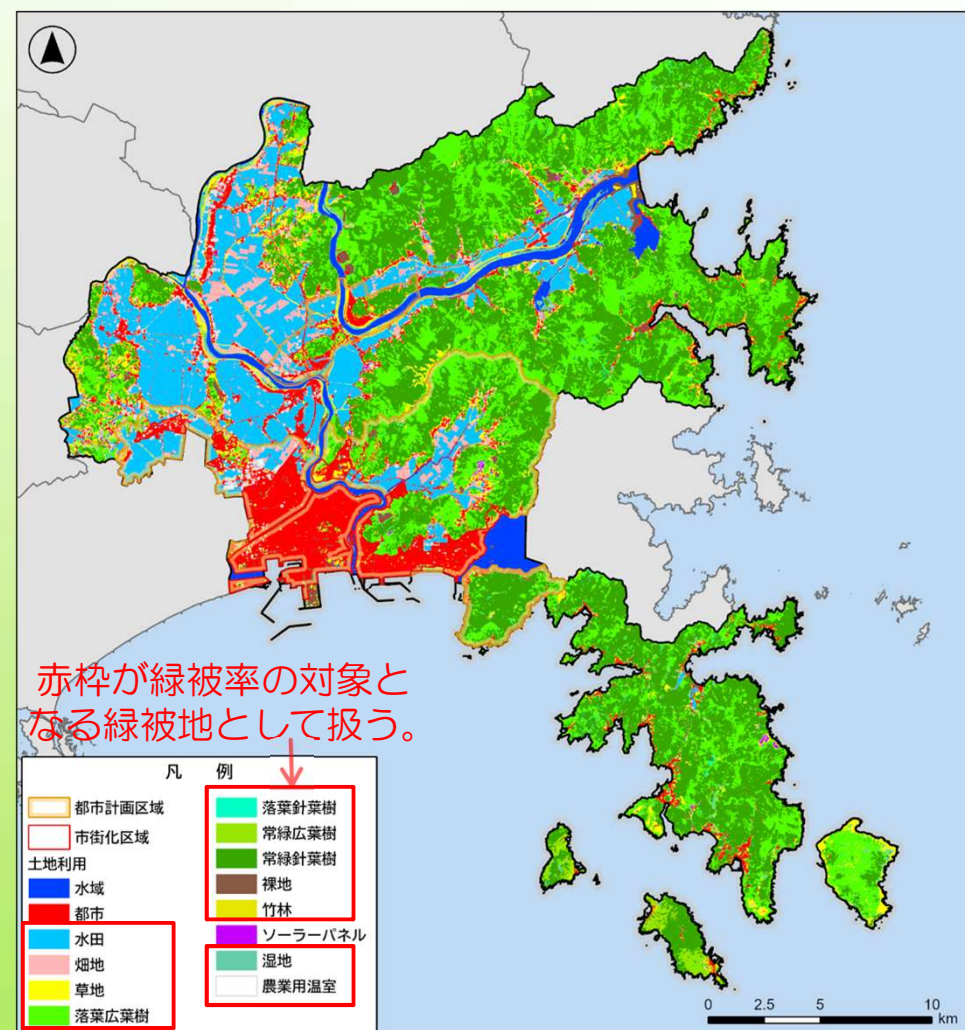 赤枠が緑被率の対象と
なる緑被地として扱う。
凡 例
都市計画区域
市街化区域
土地利用
水域
都市
水田
畑地
草地
落葉広葉樹
落葉針葉樹
常緑広葉樹
常緑針葉樹
裸地
竹林
ソーラーパネル
湿地
農業用温室
0 2.5 5 10
km